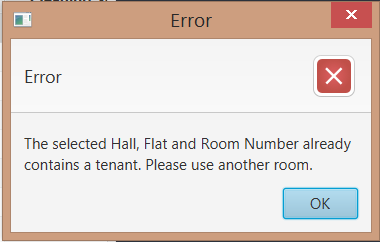 Error
Error
The selected Hall, Flat and Room Number already
contains a tenant. Please use another room.
OK